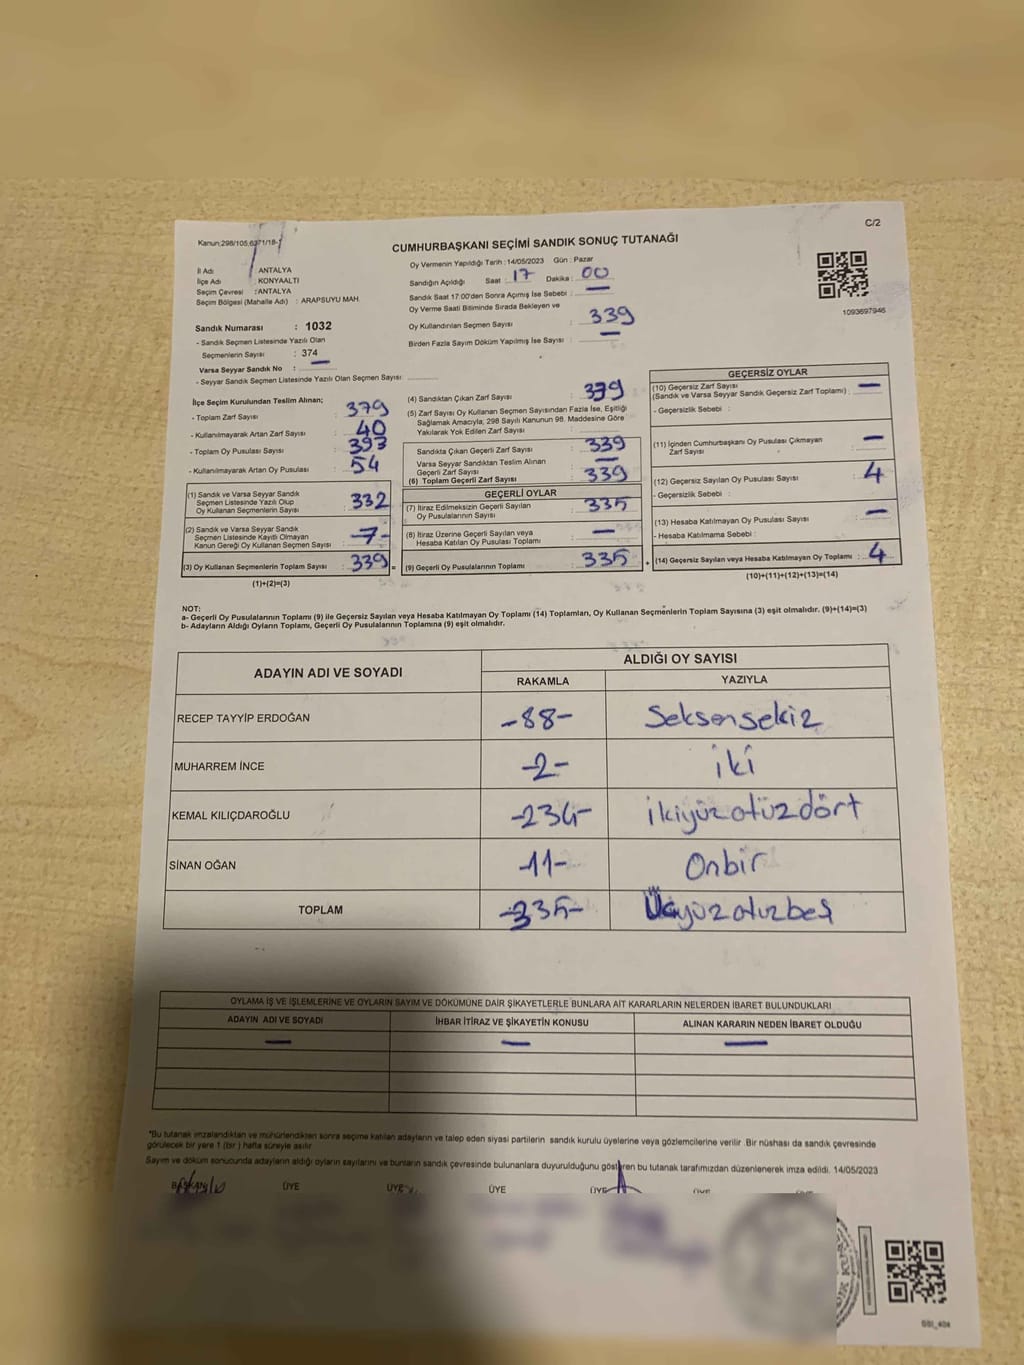 C/2
Kanun:298/105,6271/18-
CUMHURBAŞKANI SEÇİMİ SANDIK SONUÇ TUTANAĞI
İl Adı : ANTALYA
İlçe Adı : KONYAALTI
Seçim Çevresi : ANTALYA
Seçim Bölgesi (Mahalle Adı) : ARAPSUYU MAH.
Sandık Numarası : 1032
- Sandık Seçmen Listesinde Yazılı Olan
Seçmenlerin Sayısı : 374
Varsa Seyyar Sandık No : —
- Seyyar Sandık Seçmen Listesinde Yazılı Olan Seçmen Sayısı :
Oy Vermenin Yapıldığı Tarih : 14/05/2023 Gün : Pazar
Sandığın Açıldığı Saat : 17 Dakika : 00
Sandık Saat 17:00'dan Sonra Açılmış İse Sebebi : —
Oy Verme Saati Bitiminde Sırada Bekleyen ve
Oy Kullandırılan Seçmen Sayısı : 339
Birden Fazla Sayım Döküm Yapılmış İse Sayısı : —
1093697946
İlçe Seçim Kurulundan Teslim Alınan;
- Toplam Zarf Sayısı : 379
- Kullanılmayarak Artan Zarf Sayısı : 40
- Toplam Oy Pusulası Sayısı : 393
- Kullanılmayarak Artan Oy Pusulası : 54
(1) Sandık ve Varsa Seyyar Sandık
Seçmen Listesinde Yazılı Olup
Oy Kullanan Seçmenlerin Sayısı : 332
(2) Sandık ve Varsa Seyyar Sandık
Seçmen Listesinde Kayıtlı Olmayan
Kanun Gereği Oy Kullanan Seçmen Sayısı : -7-
(3) Oy Kullanan Seçmenlerin Toplam Sayısı : 339
(1)+(2)=(3)
(4) Sandıktan Çıkan Zarf Sayısı : 339
(5) Zarf Sayısı Oy Kullanan Seçmen Sayısından Fazla İse, Eşitliği
Sağlamak Amacıyla; 298 Sayılı Kanunun 98. Maddesine Göre
Yakılarak Yok Edilen Zarf Sayısı :
Sandıkta Çıkan Geçerli Zarf Sayısı : 339
Varsa Seyyar Sandıktan Teslim Alınan
Geçerli Zarf Sayısı : —
(6) Toplam Geçerli Zarf Sayısı : 339
GEÇERLİ OYLAR
(7) İtiraz Edilmeksizin Geçerli Sayılan
Oy Pusulalarının Sayısı : 335
(8) İtiraz Üzerine Geçerli Sayılan veya
Hesaba Katılan Oy Pusulası Toplamı : —
= (9) Geçerli Oy Pusulalarının Toplamı : 335
GEÇERSİZ OYLAR
(10) Geçersiz Zarf Sayısı
(Sandık ve Varsa Seyyar Sandık Geçersiz Zarf Toplamı) : —
- Geçersizlik Sebebi :
(11) İçinden Cumhurbaşkanı Oy Pusulası Çıkmayan
Zarf Sayısı : —
(12) Geçersiz Sayılan Oy Pusulası Sayısı : 4
- Geçersizlik Sebebi :
(13) Hesaba Katılmayan Oy Pusulası Sayısı : —
- Hesaba Katılmama Sebebi :
+ (14) Geçersiz Sayılan veya Hesaba Katılmayan Oy Toplamı : 4
(10)+(11)+(12)+(13)=(14)
NOT:
a- Geçerli Oy Pusulalarının Toplamı (9) ile Geçersiz Sayılan veya Hesaba Katılmayan Oy Toplamı (14) Toplamları, Oy Kullanan Seçmenlerin Toplam Sayısına (3) eşit olmalıdır. (9)+(14)=(3)
b- Adayların Aldığı Oyların Toplamı, Geçerli Oy Pusulalarının Toplamına (9) eşit olmalıdır.
ADAYIN ADI VE SOYADI ALDIĞI OY SAYISI
RAKAMLA YAZIYLA
RECEP TAYYİP ERDOĞAN -88- Seksensekiz
MUHARREM İNCE -2- iki
KEMAL KILIÇDAROĞLU -234- ikiyüzotuzdört
SİNAN OĞAN -11- Onbir
TOPLAM -335- Üçyüzotuzbeş
OYLAMA İŞ VE İŞLEMLERİNE VE OYLARIN SAYIM VE DÖKÜMÜNE DAİR ŞİKAYETLERLE BUNLARA AİT KARARLARIN NELERDEN İBARET BULUNDUKLARI
ADAYIN ADI VE SOYADI İHBAR İTİRAZ VE ŞİKAYETİN KONUSU ALINAN KARARIN NEDEN İBARET OLDUĞU
— — —
*Bu tutanak imzalandıktan ve mühürlendikten sonra seçime katılan adayların ve talep eden siyasi partilerin sandık kurulu üyelerine veya gözlemcilerine verilir. Bir nüshası da sandık çevresinde
görülecek bir yere 1 (bir ) hafta süreyle asılır.
Sayım ve döküm sonucunda adayların aldığı oyların sayılarını ve bunların sandık çevresinde bulunanlara duyurulduğunu gösteren bu tutanak tarafımızdan düzenlenerek imza edildi. 14/05/2023
BAŞKAN ÜYE ÜYE ÜYE ÜYE ÜYE ÜYE